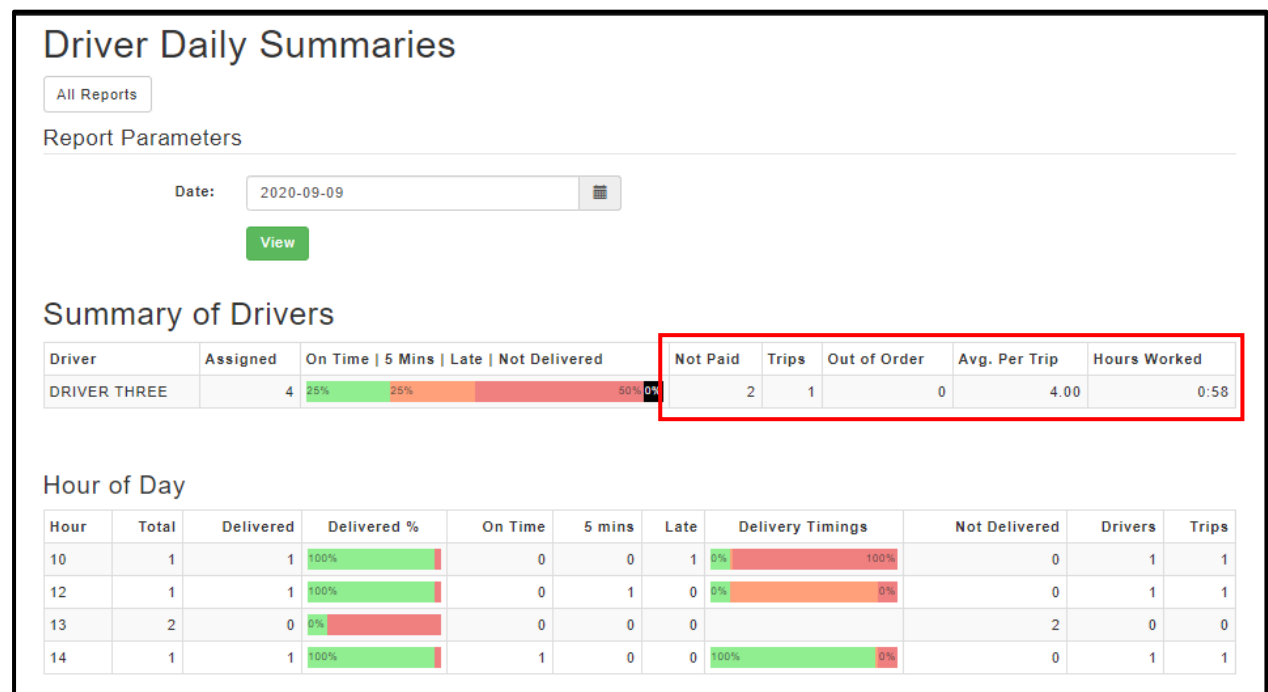 Driver Daily Summaries
All Reports
Report Parameters
Date: 2020-09-09
View
Summary of Drivers
Driver Assigned On Time | 5 Mins | Late | Not Delivered Not Paid Trips Out of Order Avg. Per Trip Hours Worked
DRIVER THREE 4 25% 25% 50% 0% 2 1 0 4.00 0:58
Hour of Day
Hour Total Delivered Delivered % On Time 5 mins Late Delivery Timings Not Delivered Drivers Trips
10 1 1 100% 0 0 1 0% 100% 0 1 1
12 1 1 100% 0 1 0 0% 0% 0 1 1
13 2 0 0% 0 0 0 2 0 0
14 1 1 100% 1 0 0 100% 0% 0 1 1